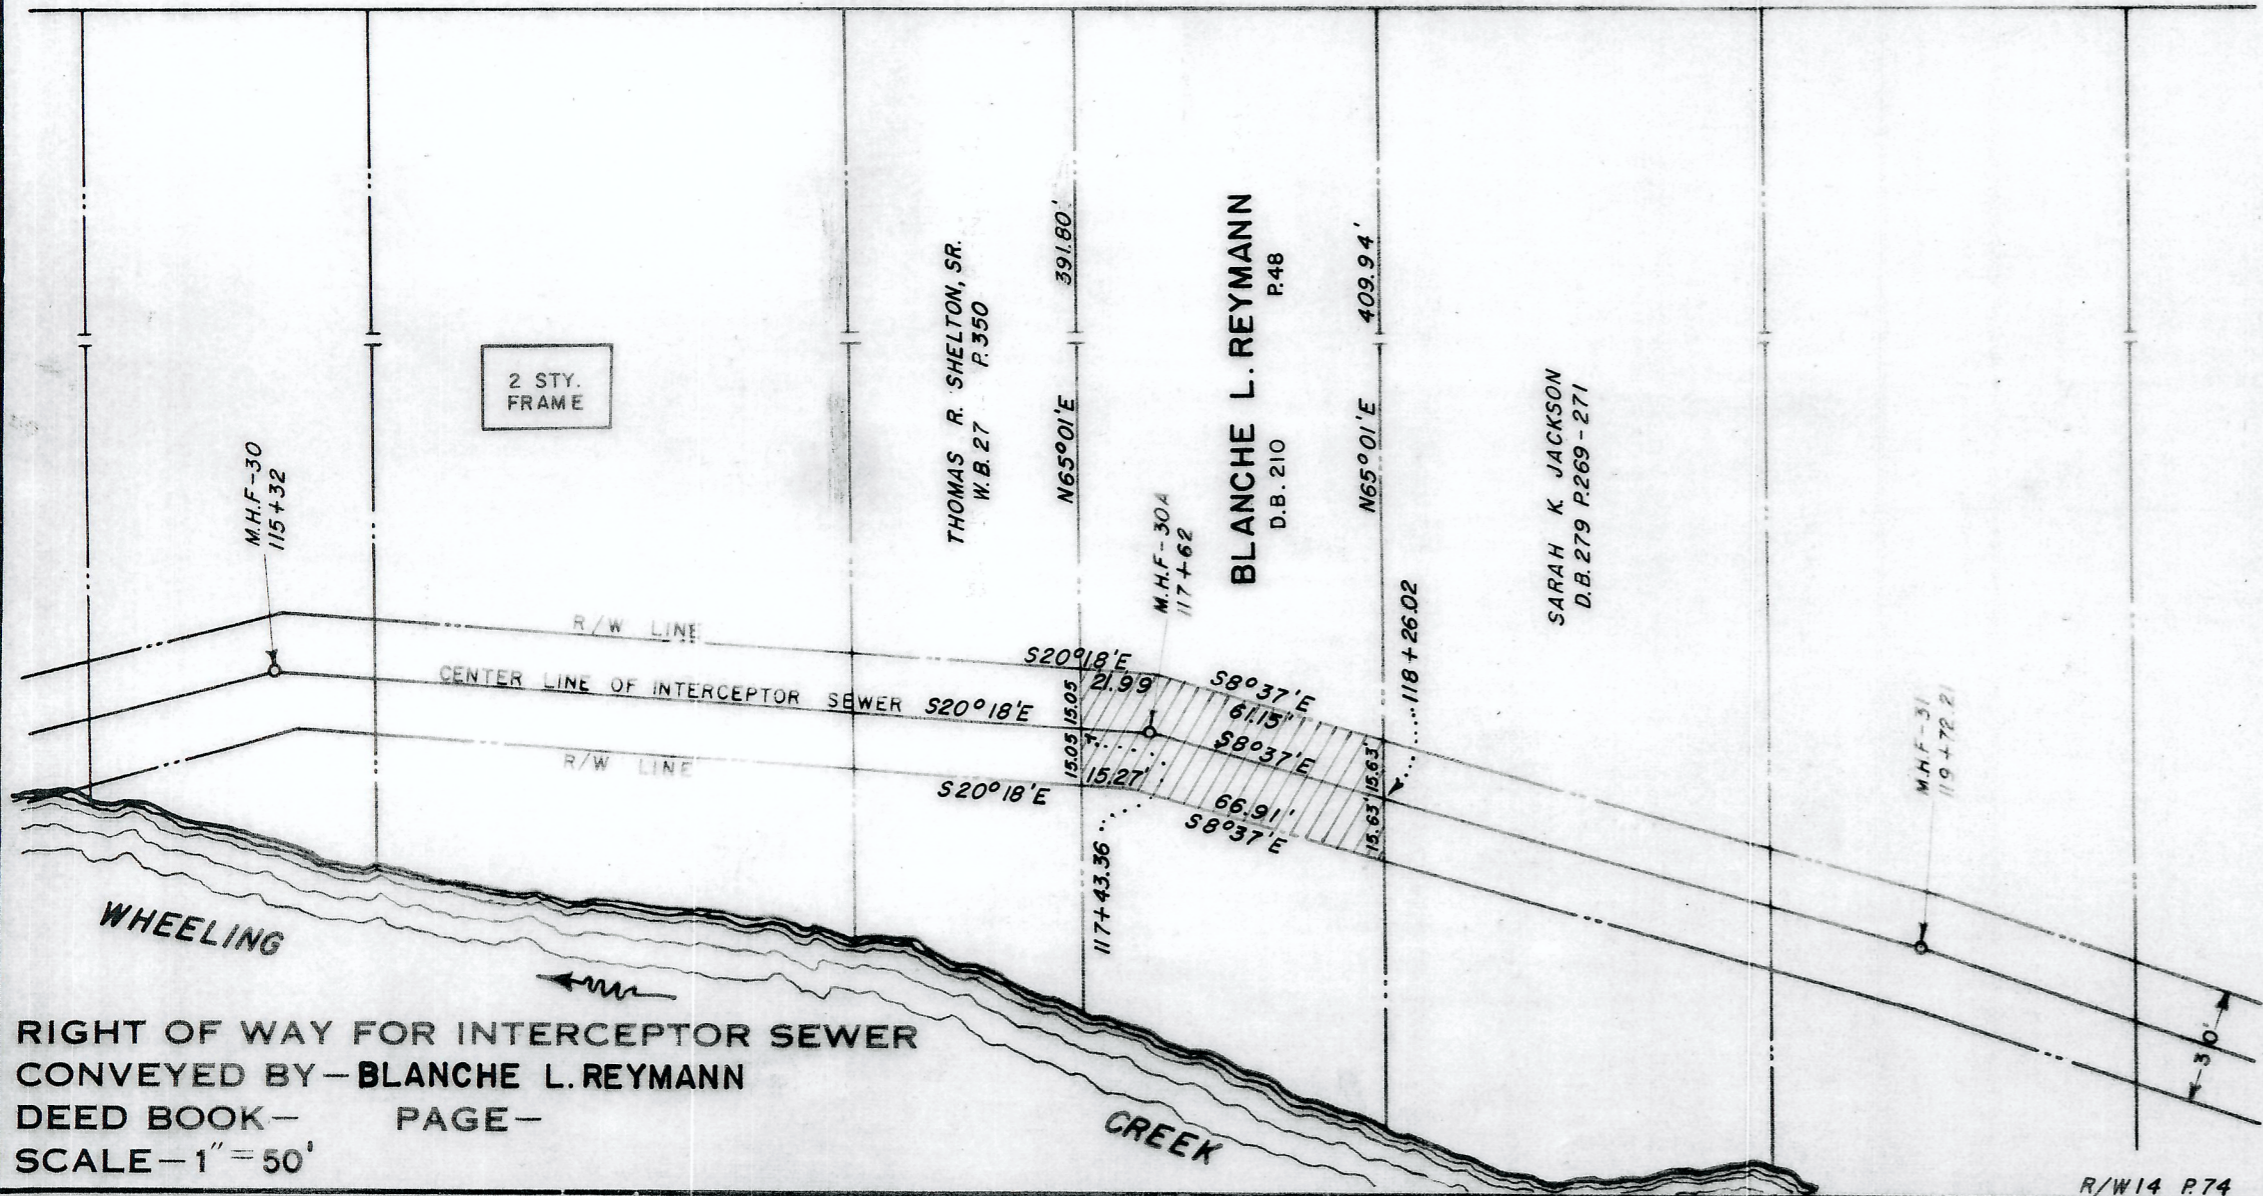 M.H.F-30
115+32
2 STY.
FRAME
THOMAS R. SHELTON, SR.
W.B. 27 P.350
391.80'
N65°01'E
M.H.F-30A
117+62
BLANCHE L. REYMANN
D.B. 210 P.48
409.94'
N65°01'E
118+26.02
SARAH K JACKSON
D.B. 279 P.269-271
M.H.F-31
119+72.21
R/W LINE
CENTER LINE OF INTERCEPTOR SEWER
R/W LINE
S20°18'E
21.99
S8°37'E
61.15'
S20°18'E
15.05
15.05
S8°37'E
15.63'
15.63'
15.27'
S20°18'E
66.91'
S8°37'E
117+43.36
30'
WHEELING
CREEK
RIGHT OF WAY FOR INTERCEPTOR SEWER
CONVEYED BY—BLANCHE L. REYMANN
DEED BOOK— PAGE—
SCALE—1"=50'
R/W 14 P.74